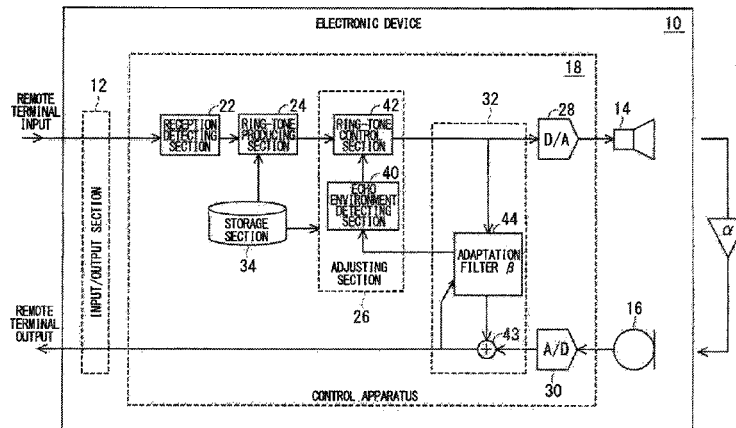 ELECTRONIC DEVICE
10
REMOTE
TERMINAL
INPUT
12
18
22
24
42
32
28
14
RECEPTION
DETECTING
SECTION
RING-TONE
PRODUCING
SECTION
RING-TONE
CONTROL
SECTION
D/A
40
ECHO
ENVIRONMENT
DETECTING
SECTION
44
α
STORAGE
SECTION
34
ADAPTATION
FILTER β
ADJUSTING
SECTION
26
INPUT/OUTPUT SECTION
REMOTE
TERMINAL
OUTPUT
43
16
A/D
30
CONTROL APPARATUS